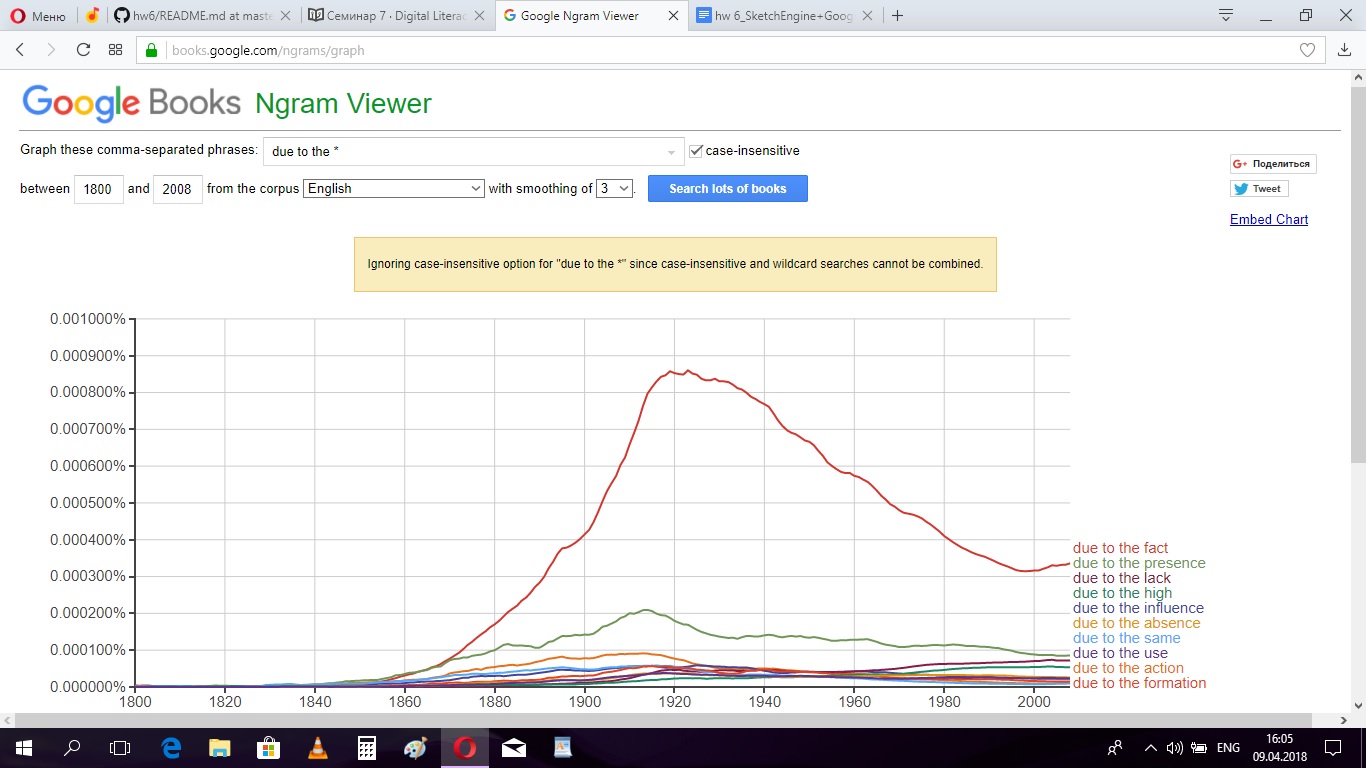 Меню
hw6/README.md at maste
Семинар 7 · Digital Literac
Google Ngram Viewer
hw 6_SketchEngine+Goog
books.google.com/ngrams/graph
Google Books Ngram Viewer
Graph these comma-separated phrases: due to the * case-insensitive
between 1800 and 2008 from the corpus English with smoothing of 3 . Search lots of books
G+ Поделиться
Tweet
Embed Chart
Ignoring case-insensitive option for "due to the *" since case-insensitive and wildcard searches cannot be combined.
0.001000%
0.000900%
0.000800%
0.000700%
0.000600%
0.000500%
0.000400%
0.000300%
0.000200%
0.000100%
0.000000%
1800 1820 1840 1860 1880 1900 1920 1940 1960 1980 2000
due to the fact
due to the presence
due to the lack
due to the high
due to the influence
due to the absence
due to the same
due to the use
due to the action
due to the formation
ENG
16:05
09.04.2018